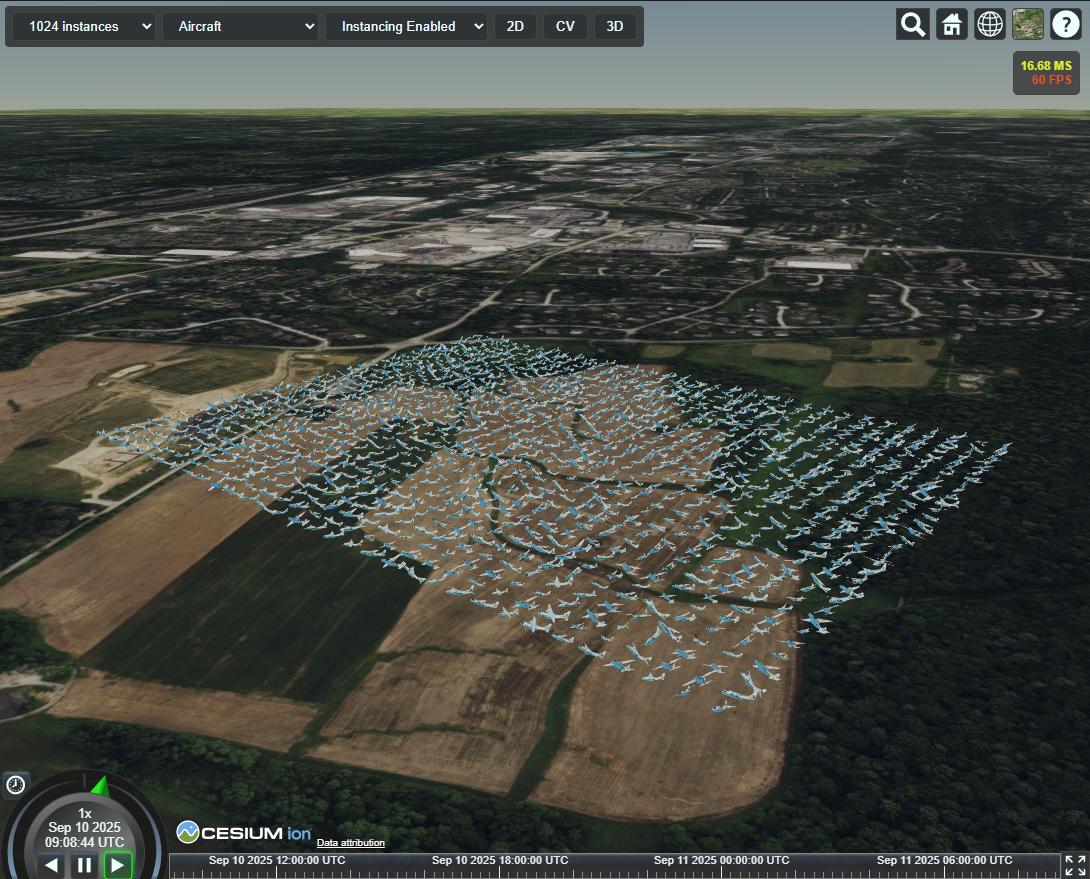 1024 instances Aircraft Instancing Enabled 2D CV 3D
?
16.68 MS
60 FPS
1x
Sep 10 2025
09:08:44 UTC
CESIUM ion Data attribution
Sep 10 2025 12:00:00 UTC Sep 10 2025 18:00:00 UTC Sep 11 2025 00:00:00 UTC Sep 11 2025 06:00:00 UTC